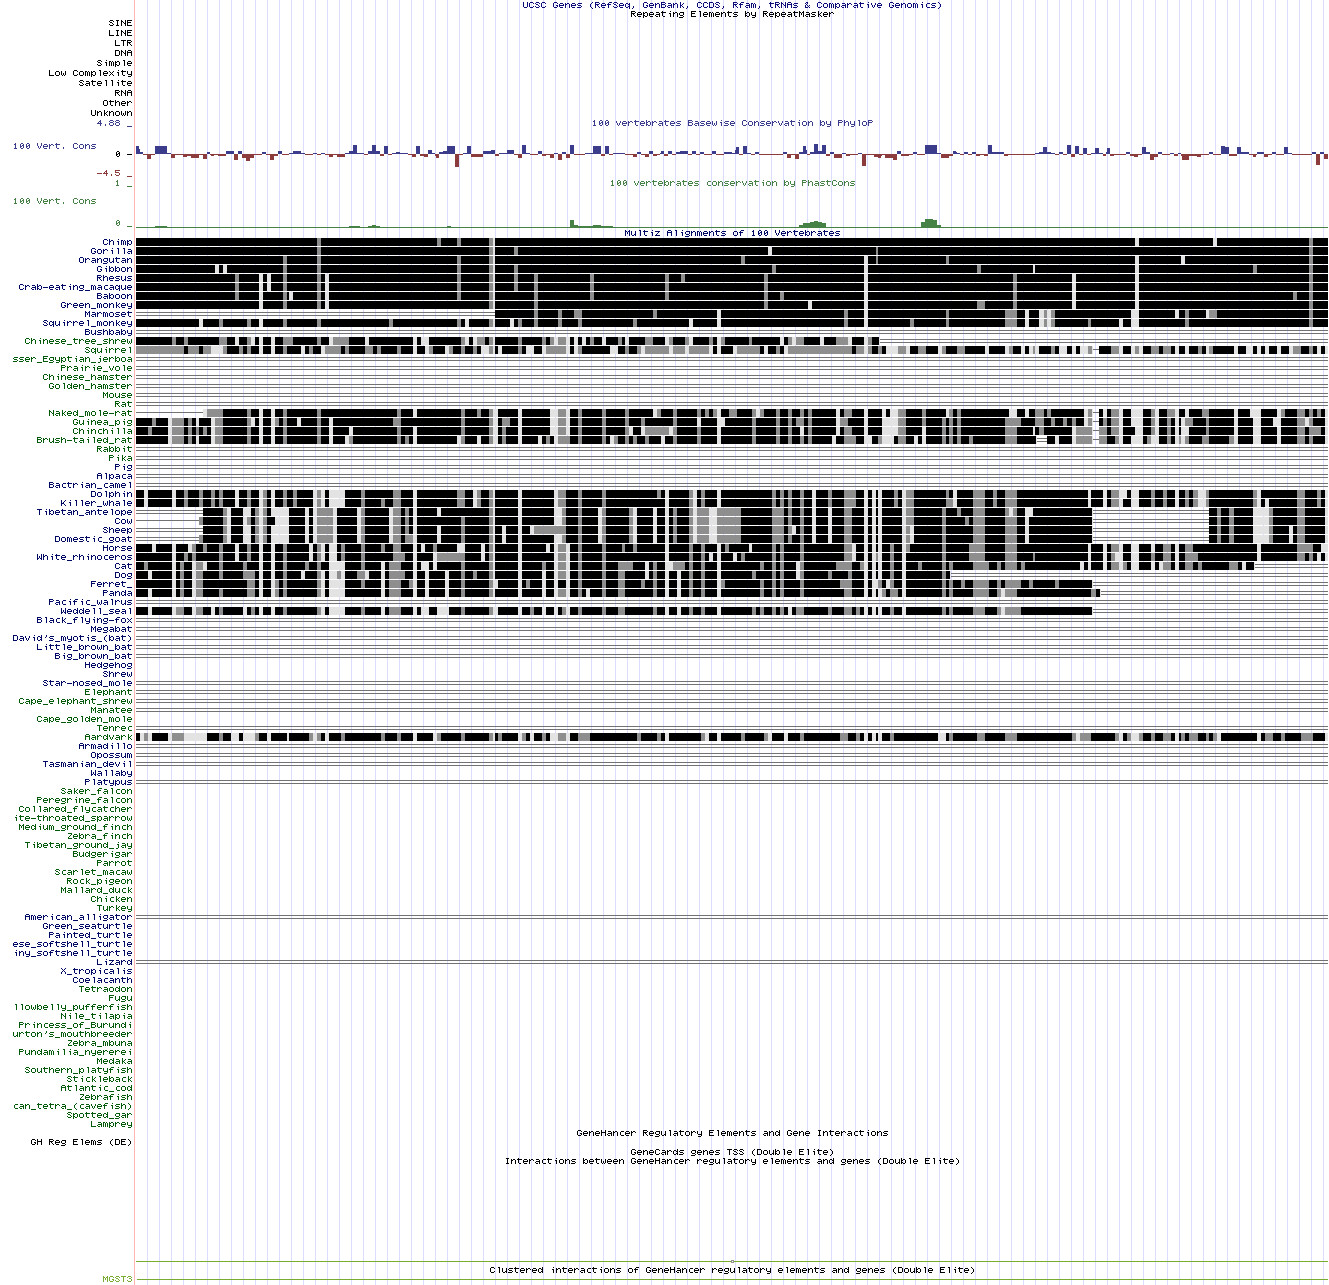 UCSC Genes (RefSeq, GenBank, CCDS, Rfam, tRNAs & Comparative Genomics)
Repeating Elements by RepeatMasker
SINE
LINE
LTR
DNA
Simple
Low Complexity
Satellite
RNA
Other
Unknown
4.88 _
100 vertebrates Basewise Conservation by PhyloP
100 Vert. Cons
0 _
-4.5 _
1 _
100 vertebrates conservation by PhastCons
100 Vert. Cons
0 _
Multiz Alignments of 100 Vertebrates
Chimp
Gorilla
Orangutan
Gibbon
Rhesus
Crab-eating_macaque
Baboon
Green_monkey
Marmoset
Squirrel_monkey
Bushbaby
Chinese_tree_shrew
Squirrel
sser_Egyptian_jerboa
Prairie_vole
Chinese_hamster
Golden_hamster
Mouse
Rat
Naked_mole-rat
Guinea_pig
Chinchilla
Brush-tailed_rat
Rabbit
Pika
Pig
Alpaca
Bactrian_camel
Dolphin
Killer_whale
Tibetan_antelope
Cow
Sheep
Domestic_goat
Horse
White_rhinoceros
Cat
Dog
Ferret_
Panda
Pacific_walrus
Weddell_seal
Black_flying-fox
Megabat
David's_myotis_(bat)
Little_brown_bat
Big_brown_bat
Hedgehog
Shrew
Star-nosed_mole
Elephant
Cape_elephant_shrew
Manatee
Cape_golden_mole
Tenrec
Aardvark
Armadillo
Opossum
Tasmanian_devil
Wallaby
Platypus
Saker_falcon
Peregrine_falcon
Collared_flycatcher
ite-throated_sparrow
Medium_ground_finch
Zebra_finch
Tibetan_ground_jay
Budgerigar
Parrot
Scarlet_macaw
Rock_pigeon
Mallard_duck
Chicken
Turkey
American_alligator
Green_seaturtle
Painted_turtle
ese_softshell_turtle
iny_softshell_turtle
Lizard
X_tropicalis
Coelacanth
Tetraodon
Fugu
llowbelly_pufferfish
Nile_tilapia
Princess_of_Burundi
urton's_mouthbreeder
Zebra_mbuna
Pundamilia_nyererei
Medaka
Southern_platyfish
Stickleback
Atlantic_cod
Zebrafish
can_tetra_(cavefish)
Spotted_gar
Lamprey
GeneHancer Regulatory Elements and Gene Interactions
GH Reg Elems (DE)
GeneCards genes TSS (Double Elite)
Interactions between GeneHancer regulatory elements and genes (Double Elite)
Clustered interactions of GeneHancer regulatory elements and genes (Double Elite)
MGST3